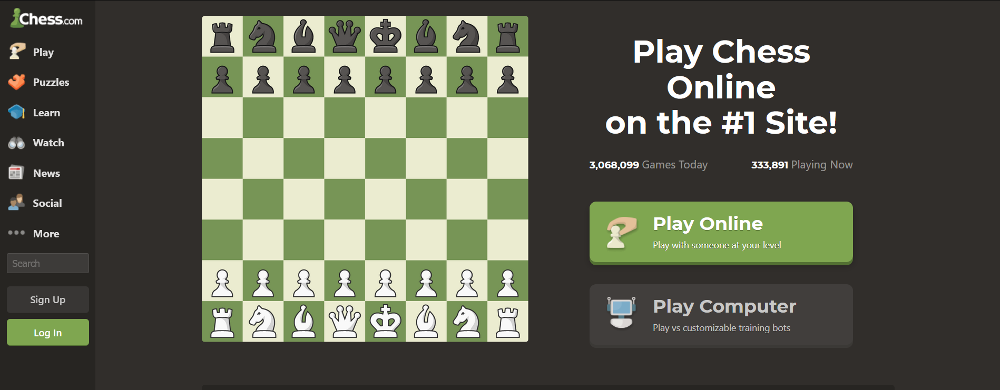 Chess.com
Play
Puzzles
Learn
Watch
News
Social
More
Search
Sign Up
Log In
Play Chess
Online
on the #1 Site!
3,068,099 Games Today
333,891 Playing Now
Play Online
Play with someone at your level
Play Computer
Play vs customizable training bots